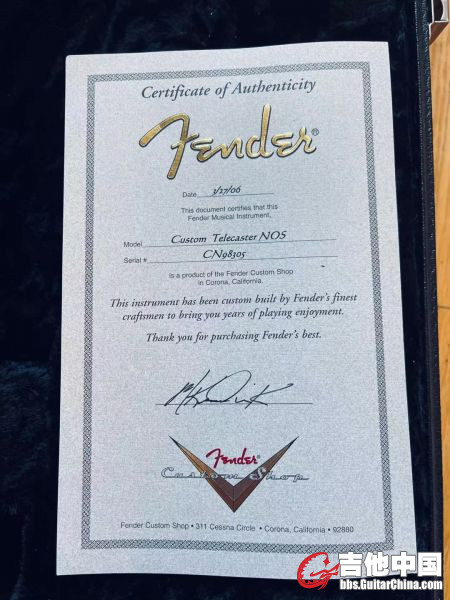 Certificate of Authenticity
Fender®
Date 3/27/06
This document certifies that this
Fender Musical Instrument,
Model Custom Telecaster NO5
Serial # CN98305
is a product of the Fender Custom Shop
in Corona, California.
This instrument has been custom built by Fender's finest
craftsmen to bring you years of playing enjoyment.
Thank you for purchasing Fender's best.
Fender
Custom Shop
Fender Custom Shop • 311 Cessna Circle • Corona, California • 92880
吉他中国
bbs.GuitarChina.com